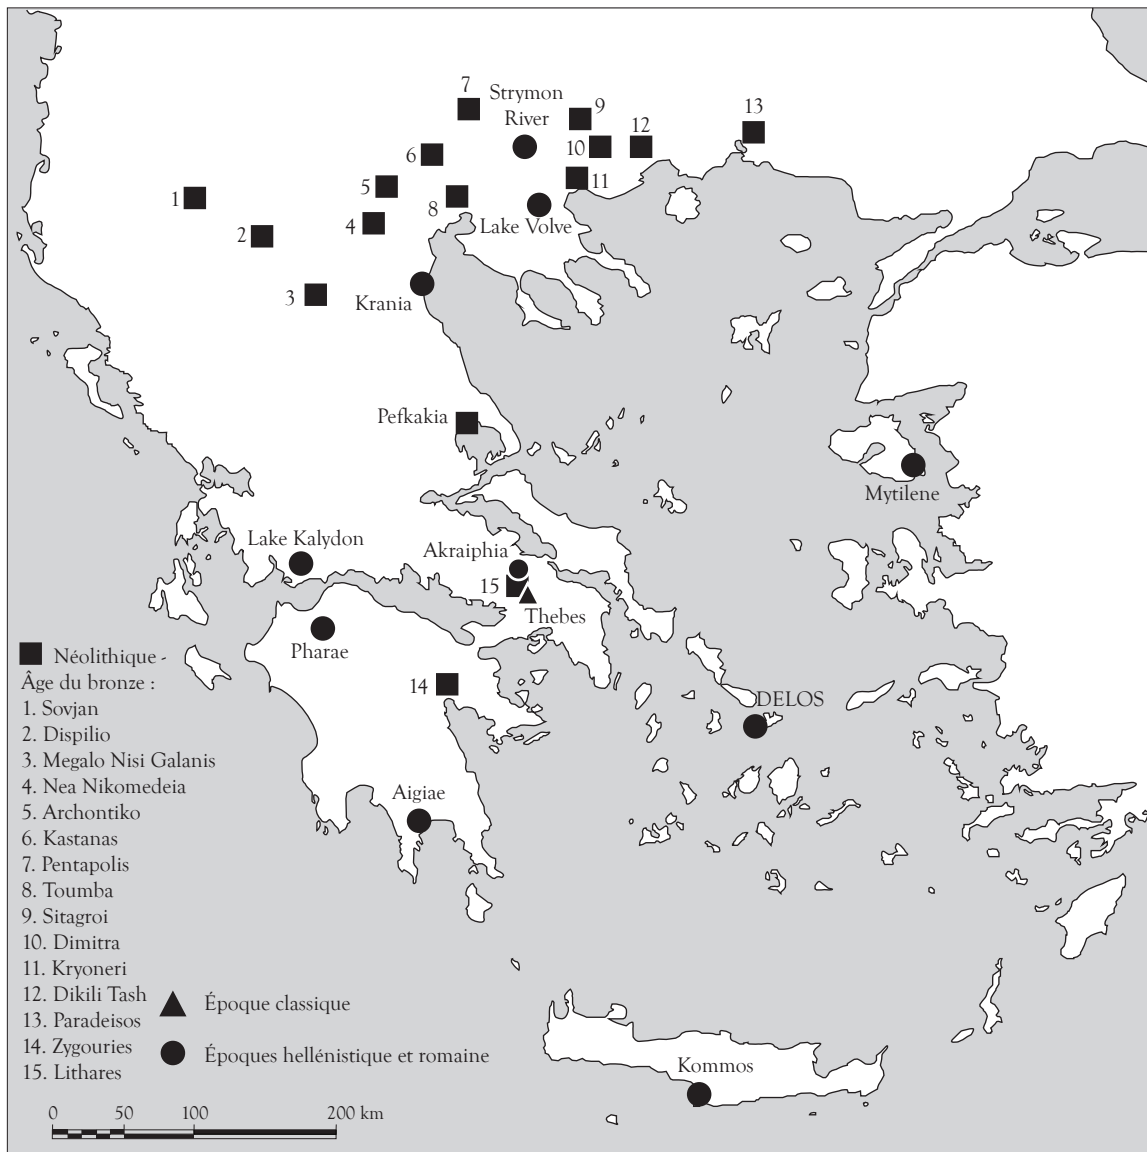 7
Strymon
River
9
13
12
10
6
11
5
1
8
4
Lake Volve
2
3
Krania
Pefkakia
Mytilene
Lake Kalydon
Akraiphia
15
Thebes
Pharae
14
DELOS
Aigiae
Kommos
Néolithique -
Âge du bronze :
1. Sovjan
2. Dispilio
3. Megalo Nisi Galanis
4. Nea Nikomedeia
5. Archontiko
6. Kastanas
7. Pentapolis
8. Toumba
9. Sitagroi
10. Dimitra
11. Kryoneri
12. Dikili Tash
13. Paradeisos
14. Zygouries
15. Lithares
Époque classique
Époques hellénistique et romaine
0 50 100 200 km